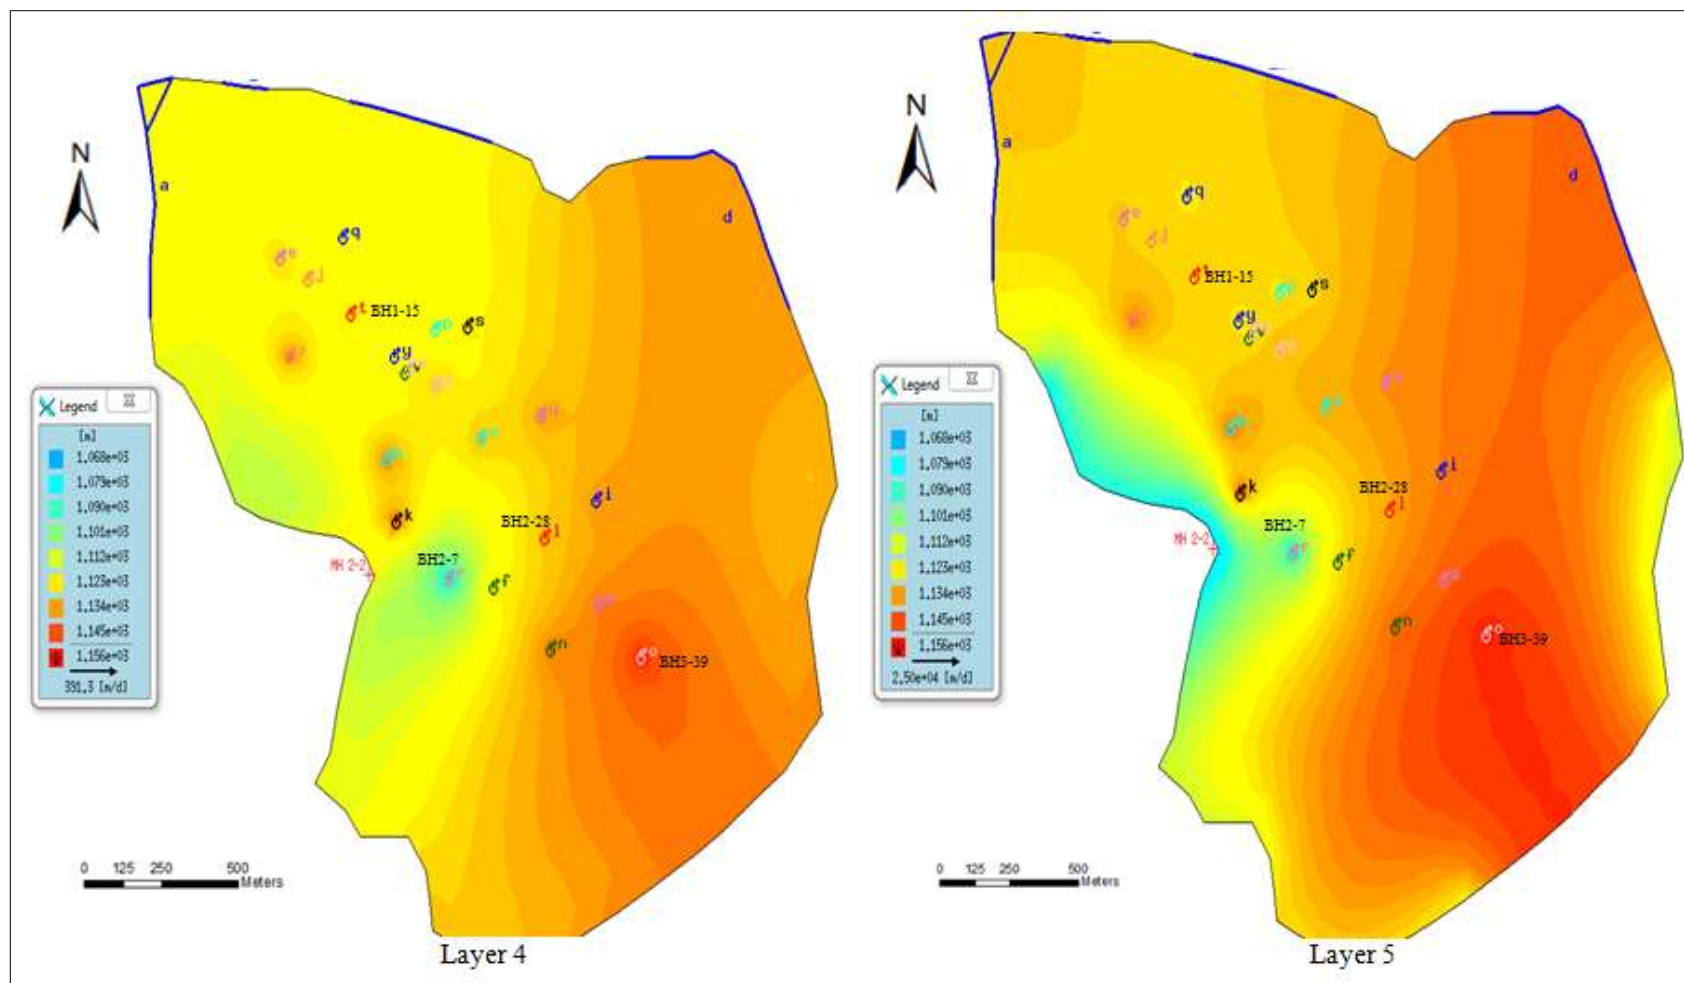 N
a
d
q
e
j
t BH1-15
s
y
v
k
i
BH2-28
l
MH 2-2
BH2-7
r
f
n
o BH3-39
Legend
[m]
1.068e+03
1.079e+03
1.090e+03
1.101e+03
1.112e+03
1.123e+03
1.134e+03
1.145e+03
1.156e+03
391.3 [m/d]
0 125 250 500
Meters
Layer 4
N
a
d
q
e
j
t BH1-15
s
y
v
k
i
BH2-28
l
MH 2-2
BH2-7
r
f
n
o BH3-39
Legend
[m]
1.068e+03
1.079e+03
1.090e+03
1.101e+03
1.112e+03
1.123e+03
1.134e+03
1.145e+03
1.156e+03
2.50e+04 [m/d]
0 125 250 500
Meters
Layer 5